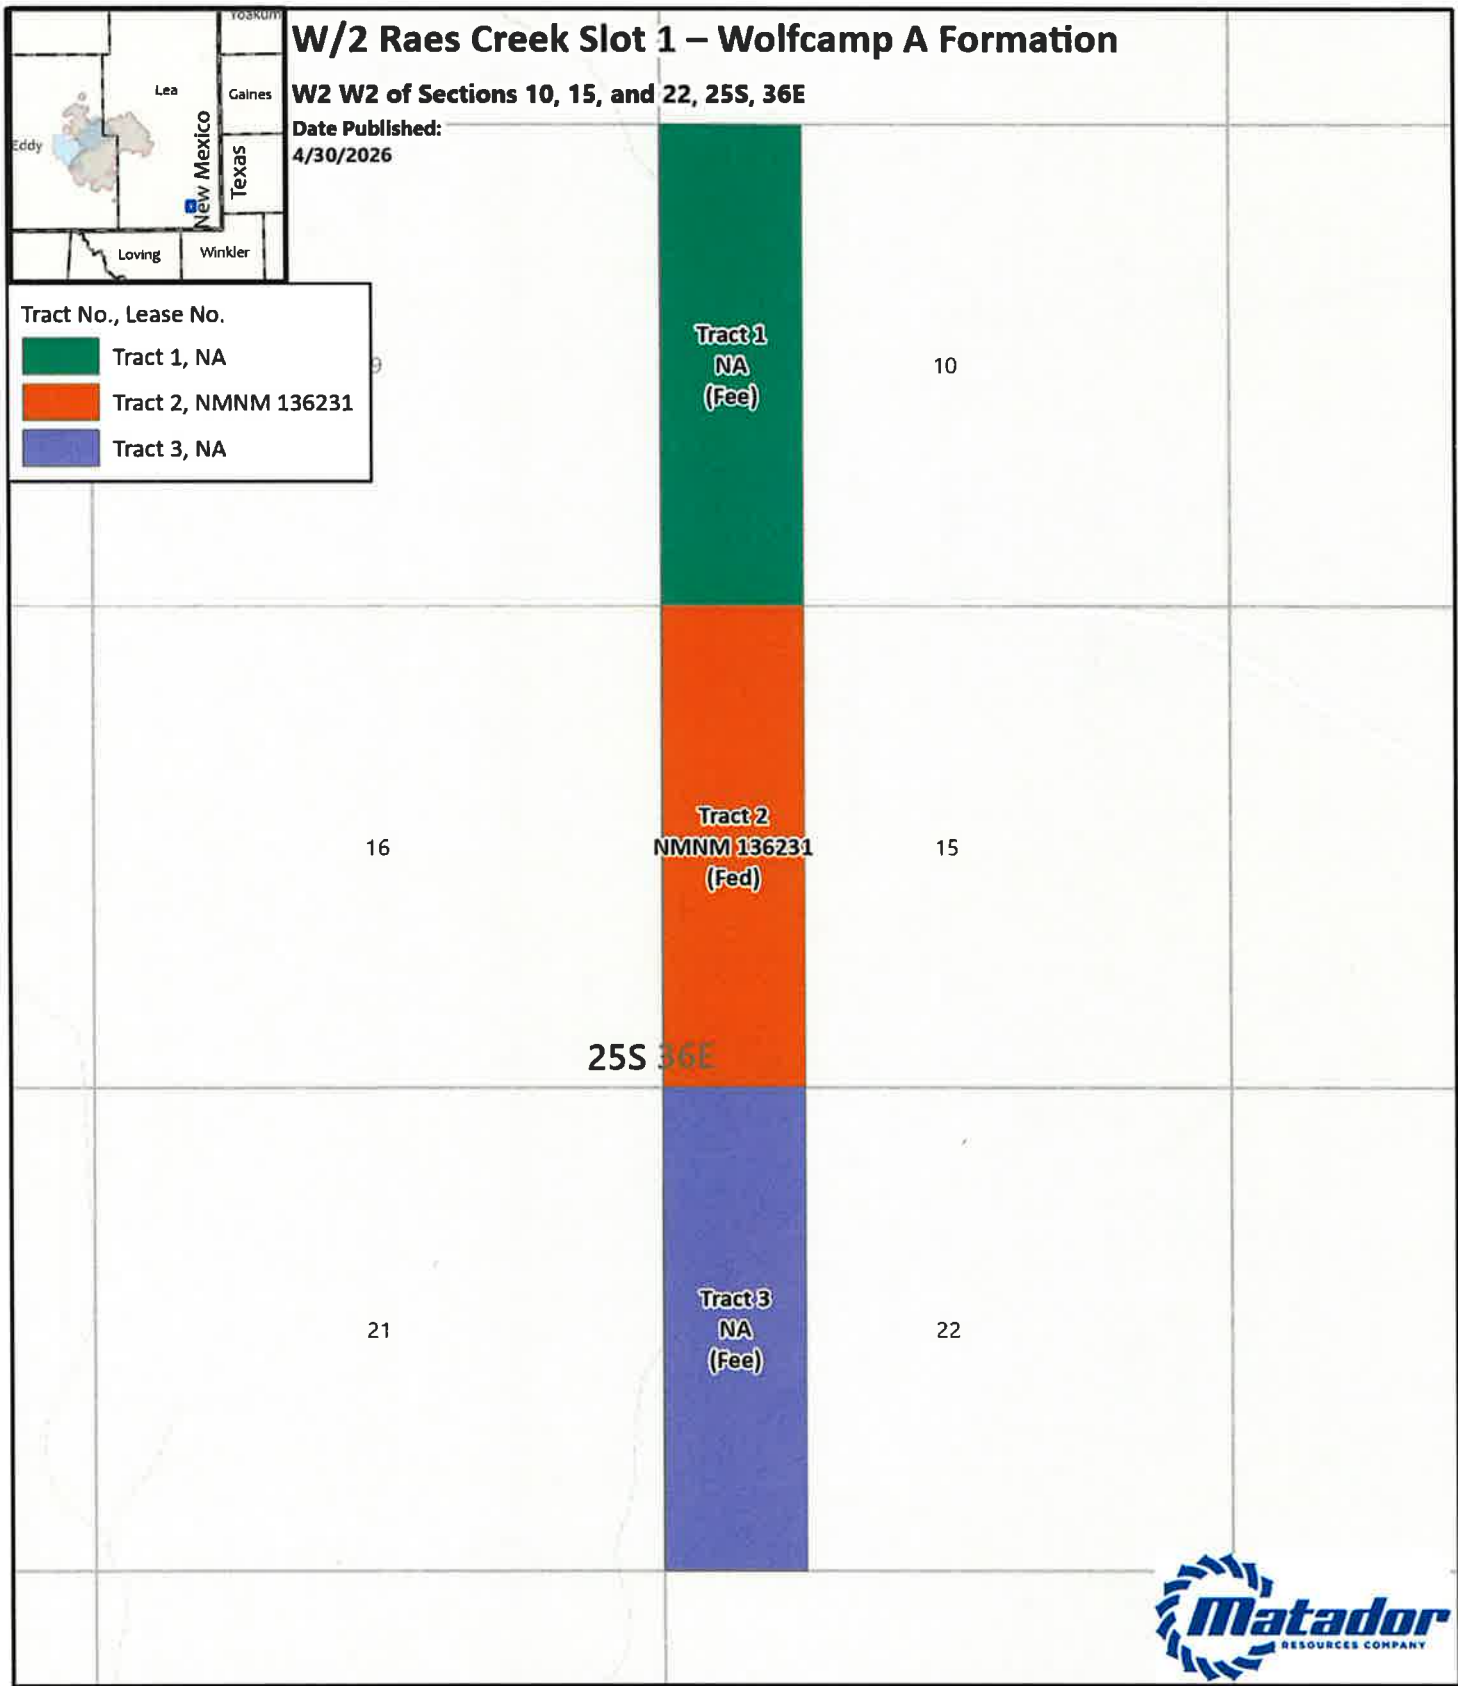 W/2 Raes Creek Slot 1 – Wolfcamp A Formation
W2 W2 of Sections 10, 15, and 22, 25S, 36E
Date Published:
4/30/2026
Yoakum
Lea
Gaines
Eddy
New Mexico
Texas
Loving
Winkler
Tract No., Lease No.
Tract 1, NA
Tract 2, NMNM 136231
Tract 3, NA
9
Tract 1
NA
(Fee)
10
16
Tract 2
NMNM 136231
(Fed)
15
25S 36E
21
Tract 3
NA
(Fee)
22
Matador
RESOURCES COMPANY